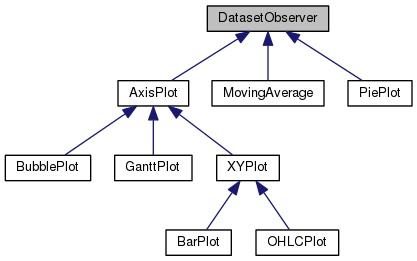 DatasetObserver
AxisPlot
MovingAverage
PiePlot
BubblePlot
GanttPlot
XYPlot
BarPlot
OHLCPlot